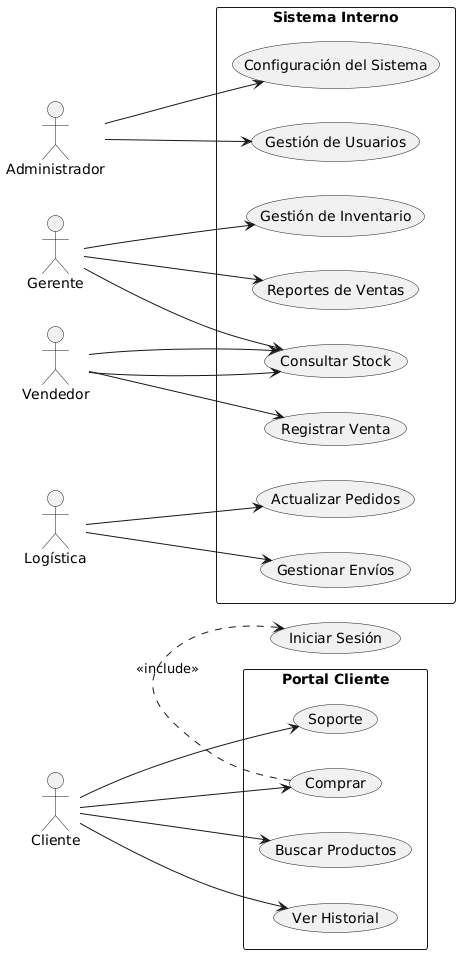 Sistema Interno
Configuración del Sistema
Administrador
Gestión de Usuarios
Gestión de Inventario
Gerente
Reportes de Ventas
Consultar Stock
Vendedor
Registrar Venta
Actualizar Pedidos
Logística
Gestionar Envíos
Iniciar Sesión
«include»
Portal Cliente
Soporte
Comprar
Cliente
Buscar Productos
Ver Historial